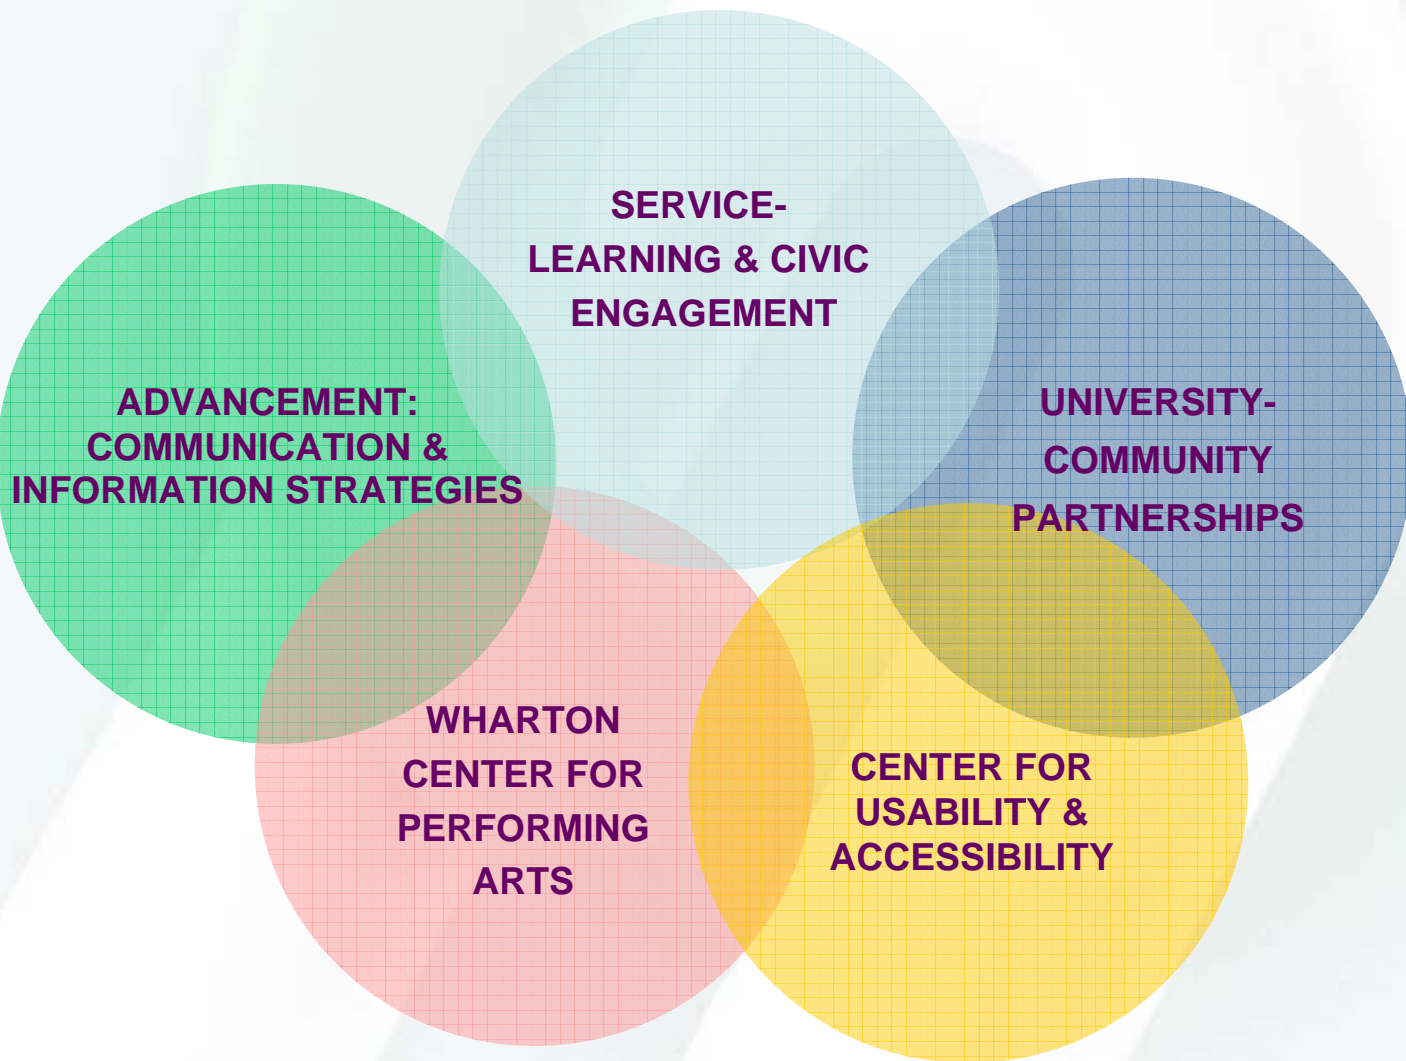 SERVICE-
LEARNING & CIVIC
ENGAGEMENT
ADVANCEMENT:
COMMUNICATION &
INFORMATION STRATEGIES
UNIVERSITY-
COMMUNITY
PARTNERSHIPS
WHARTON
CENTER FOR
PERFORMING
ARTS
CENTER FOR
USABILITY &
ACCESSIBILITY